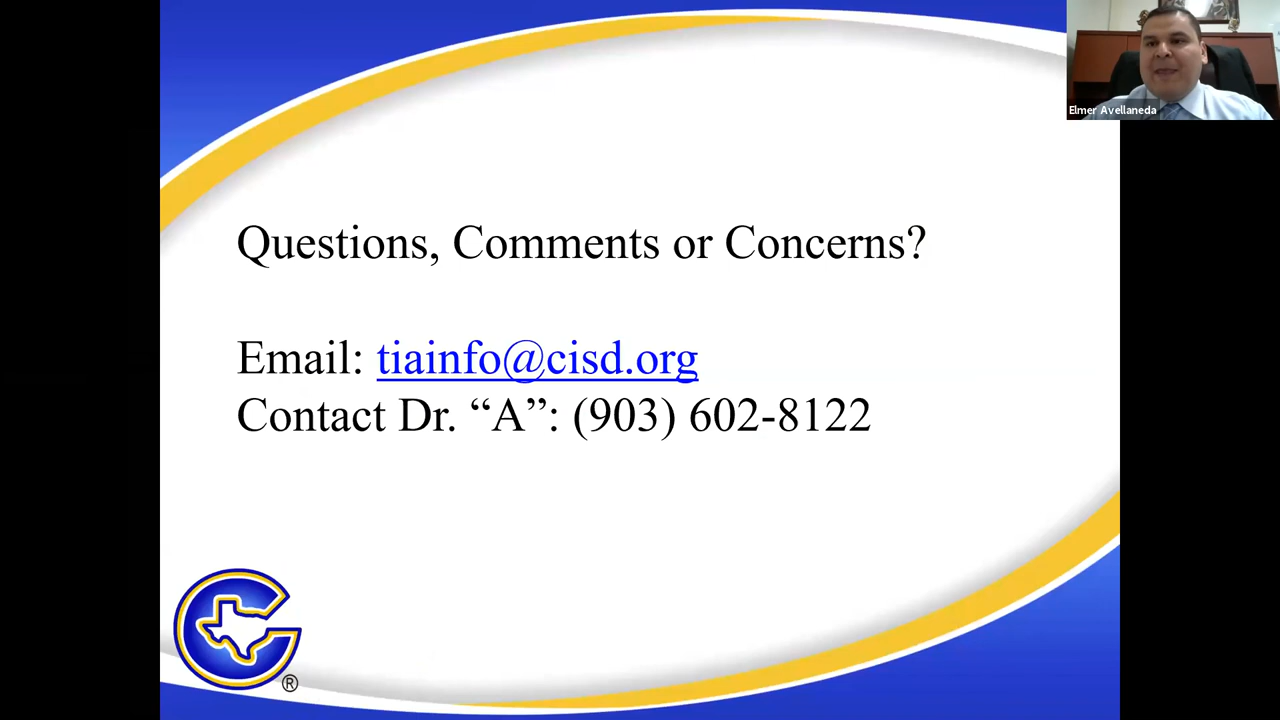 Elmer Avellaneda
Questions, Comments or Concerns?
Email: tiainfo@cisd.org
Contact Dr. “A”: (903) 602-8122
®